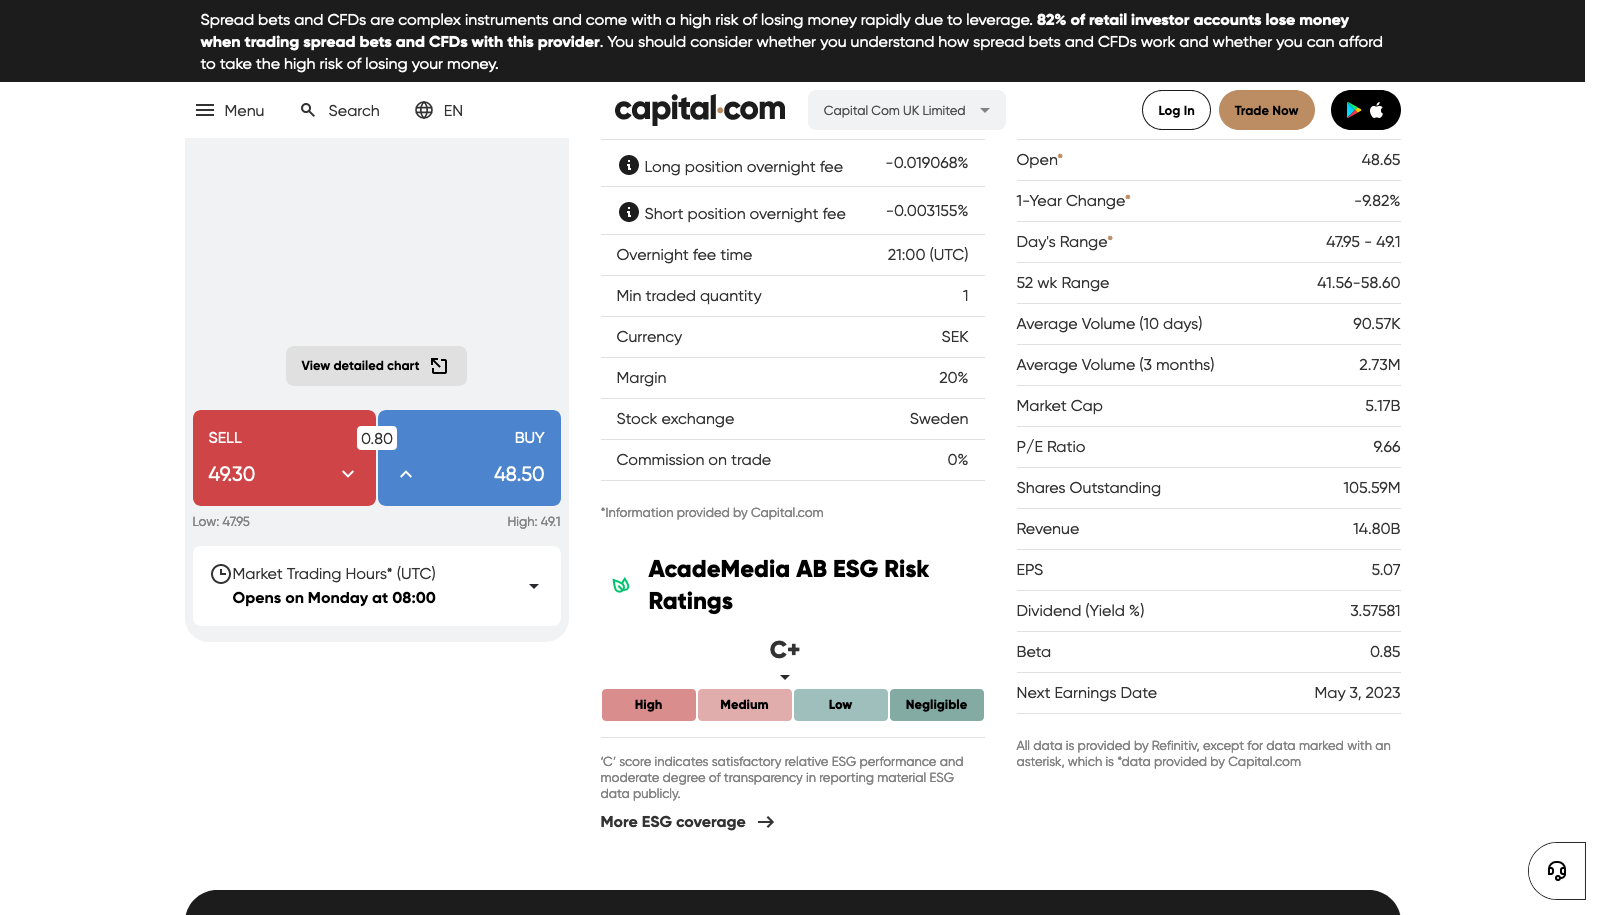 Spread bets and CFDs are complex instruments and come with a high risk of losing money rapidly due to leverage. 82% of retail investor accounts lose money
when trading spread bets and CFDs with this provider. You should consider whether you understand how spread bets and CFDs work and whether you can afford
to take the high risk of losing your money.
Menu
Search
EN
capital.com
Capital Com UK Limited
Log In
Trade Now
View detailed chart
SELL
49.30
0.80
BUY
48.50
Low: 47.95
High: 49.1
Market Trading Hours* (UTC)
Opens on Monday at 08:00
Long position overnight fee -0.019068%
Short position overnight fee -0.003155%
Overnight fee time 21:00 (UTC)
Min traded quantity 1
Currency SEK
Margin 20%
Stock exchange Sweden
Commission on trade 0%
*Information provided by Capital.com
AcadeMedia AB ESG Risk
Ratings
C+
High Medium Low Negligible
'C' score indicates satisfactory relative ESG performance and
moderate degree of transparency in reporting material ESG
data publicly.
More ESG coverage
Open* 48.65
1-Year Change* -9.82%
Day's Range* 47.95 - 49.1
52 wk Range 41.56-58.60
Average Volume (10 days) 90.57K
Average Volume (3 months) 2.73M
Market Cap 5.17B
P/E Ratio 9.66
Shares Outstanding 105.59M
Revenue 14.80B
EPS 5.07
Dividend (Yield %) 3.57581
Beta 0.85
Next Earnings Date May 3, 2023
All data is provided by Refinitiv, except for data marked with an
asterisk, which is *data provided by Capital.com